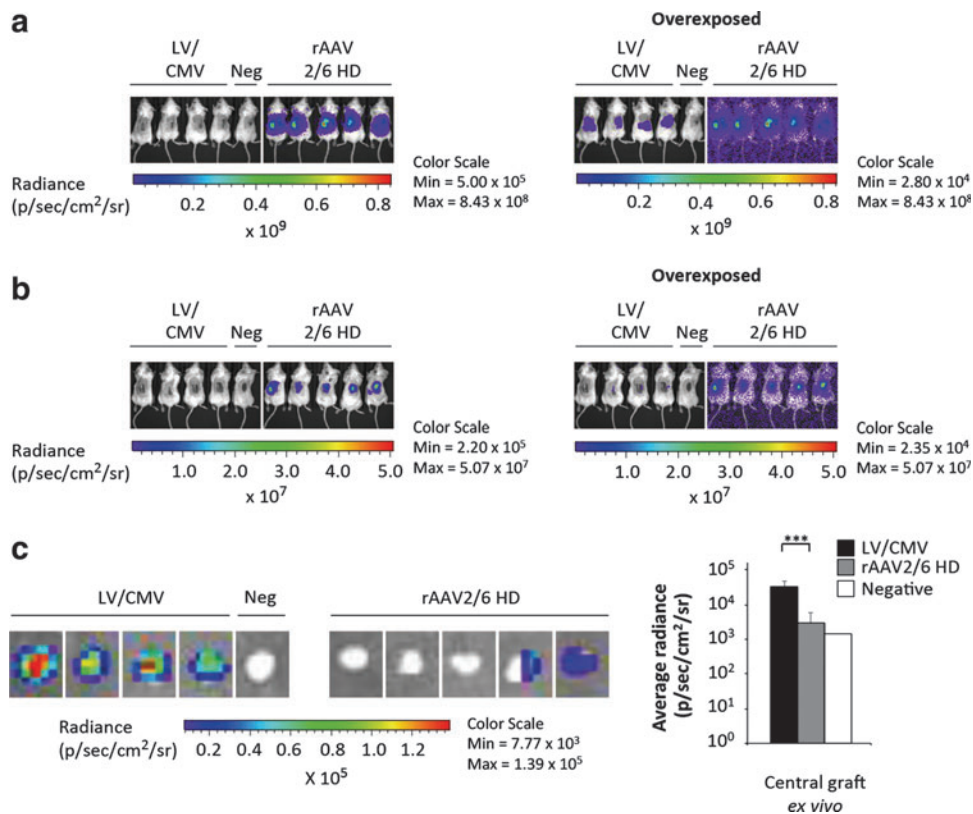 a
Overexposed
LV/
CMV
Neg
rAAV
2/6 HD
LV/
CMV
Neg
rAAV
2/6 HD
Radiance
(p/sec/cm²/sr)
0.2 0.4 0.6 0.8
x 10⁹
Color Scale
Min = 5.00 x 10⁵
Max = 8.43 x 10⁸
0.2 0.4 0.6 0.8
x 10⁹
Color Scale
Min = 2.80 x 10⁴
Max = 8.43 x 10⁸
b
Overexposed
LV/
CMV
Neg
rAAV
2/6 HD
LV/
CMV
Neg
rAAV
2/6 HD
Radiance
(p/sec/cm²/sr)
1.0 2.0 3.0 4.0 5.0
x 10⁷
Color Scale
Min = 2.20 x 10⁵
Max = 5.07 x 10⁷
1.0 2.0 3.0 4.0 5.0
x 10⁷
Color Scale
Min = 2.35 x 10⁴
Max = 5.07 x 10⁷
c
LV/CMV
Neg
rAAV2/6 HD
Radiance
(p/sec/cm²/sr)
0.2 0.4 0.6 0.8 1.0 1.2
X 10⁵
Color Scale
Min = 7.77 x 10³
Max = 1.39 x 10⁵
***
LV/CMV
rAAV2/6 HD
Negative
Average radiance
(p/sec/cm²/sr)
10⁵
10⁴
10³
10²
10¹
10⁰
Central graft
ex vivo